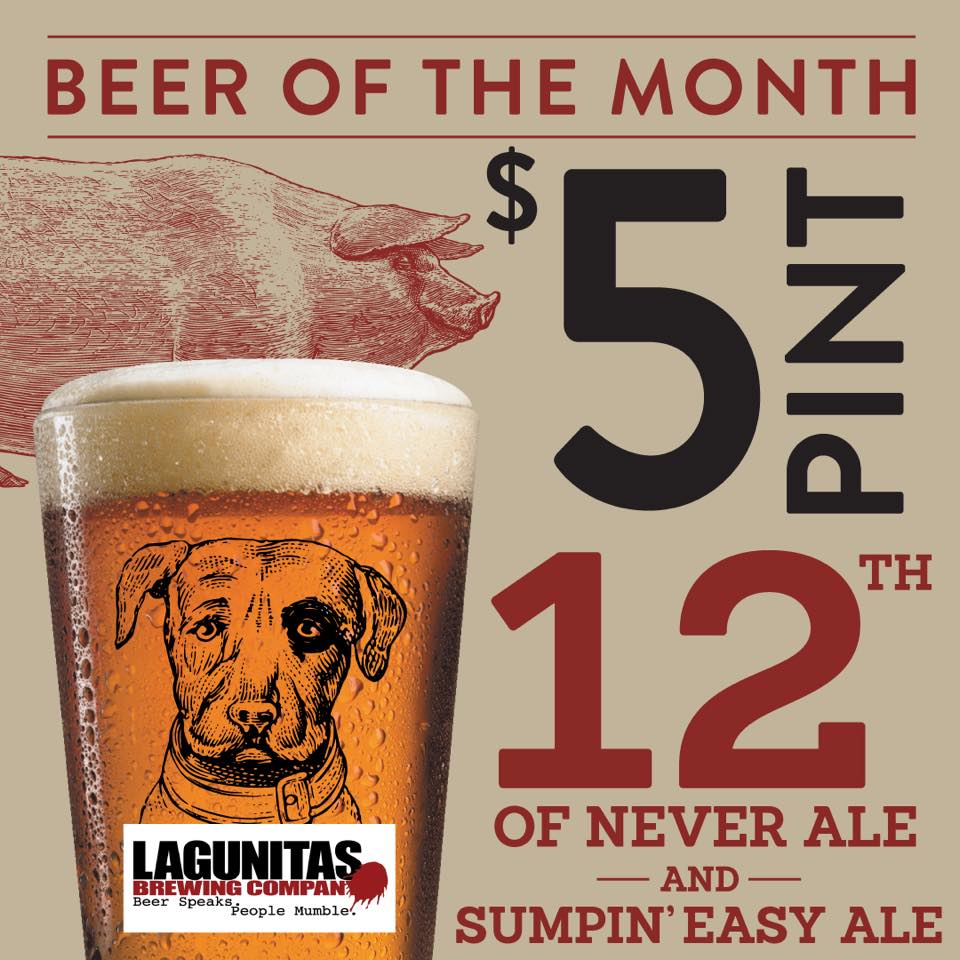 BEER OF THE MONTH
$5 PINT
12TH
OF NEVER ALE
AND
SUMPIN' EASY ALE
LAGUNITAS
BREWING COMPAN
Beer Speaks.
People Mumble.